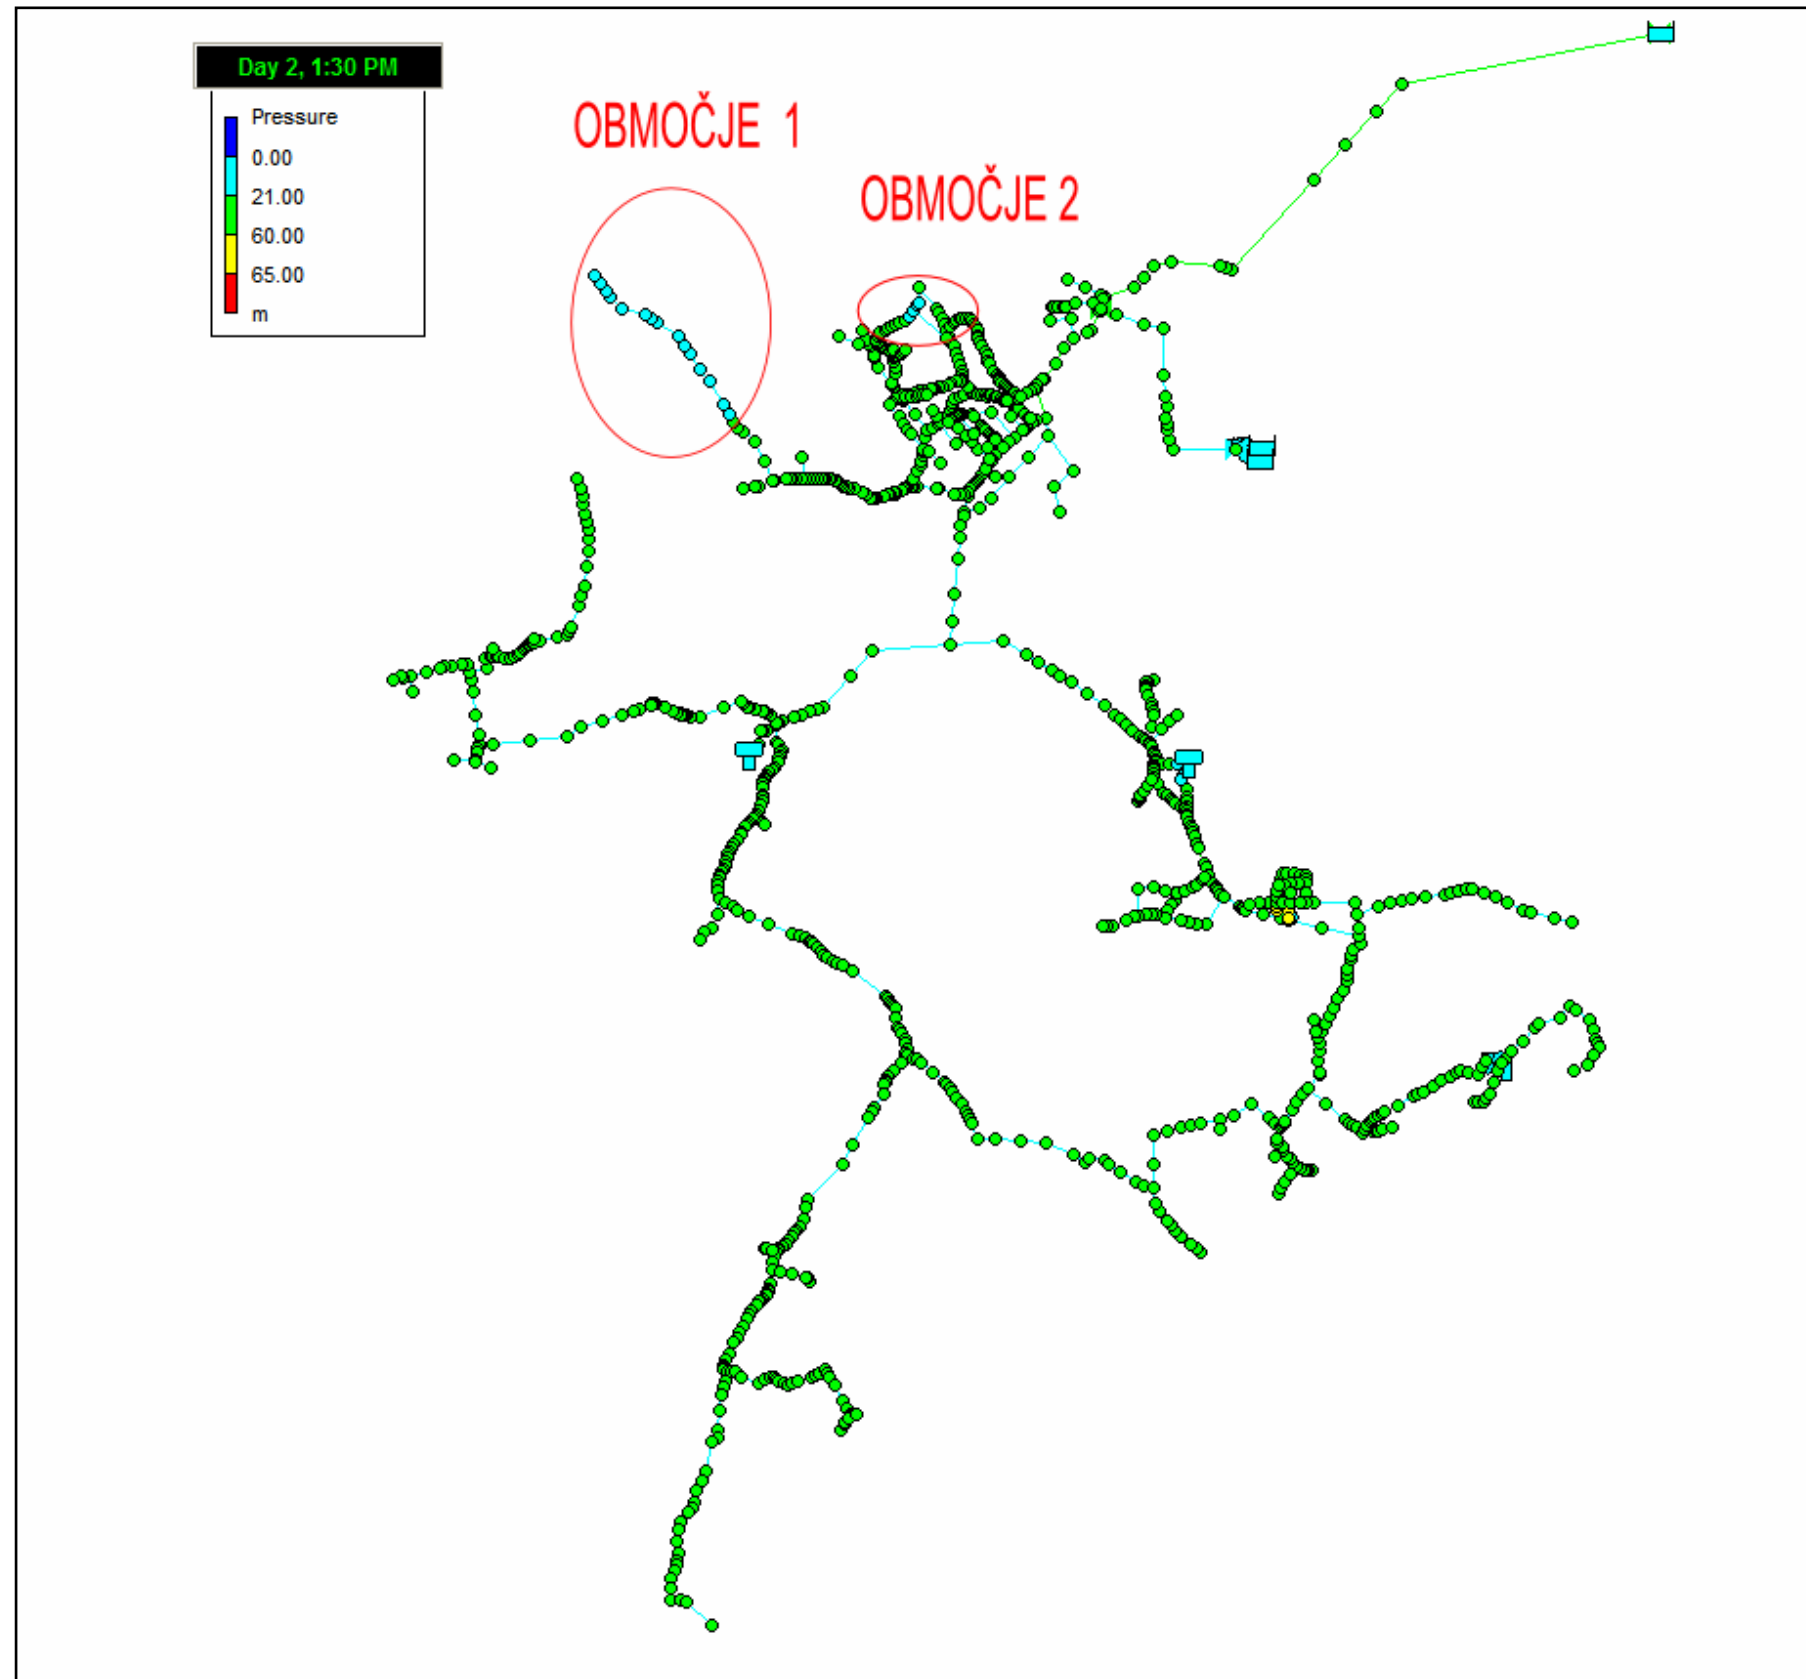 Day 2, 1:30 PM
Pressure
0.00
21.00
60.00
65.00
m
OBMOČJE 1
OBMOČJE 2